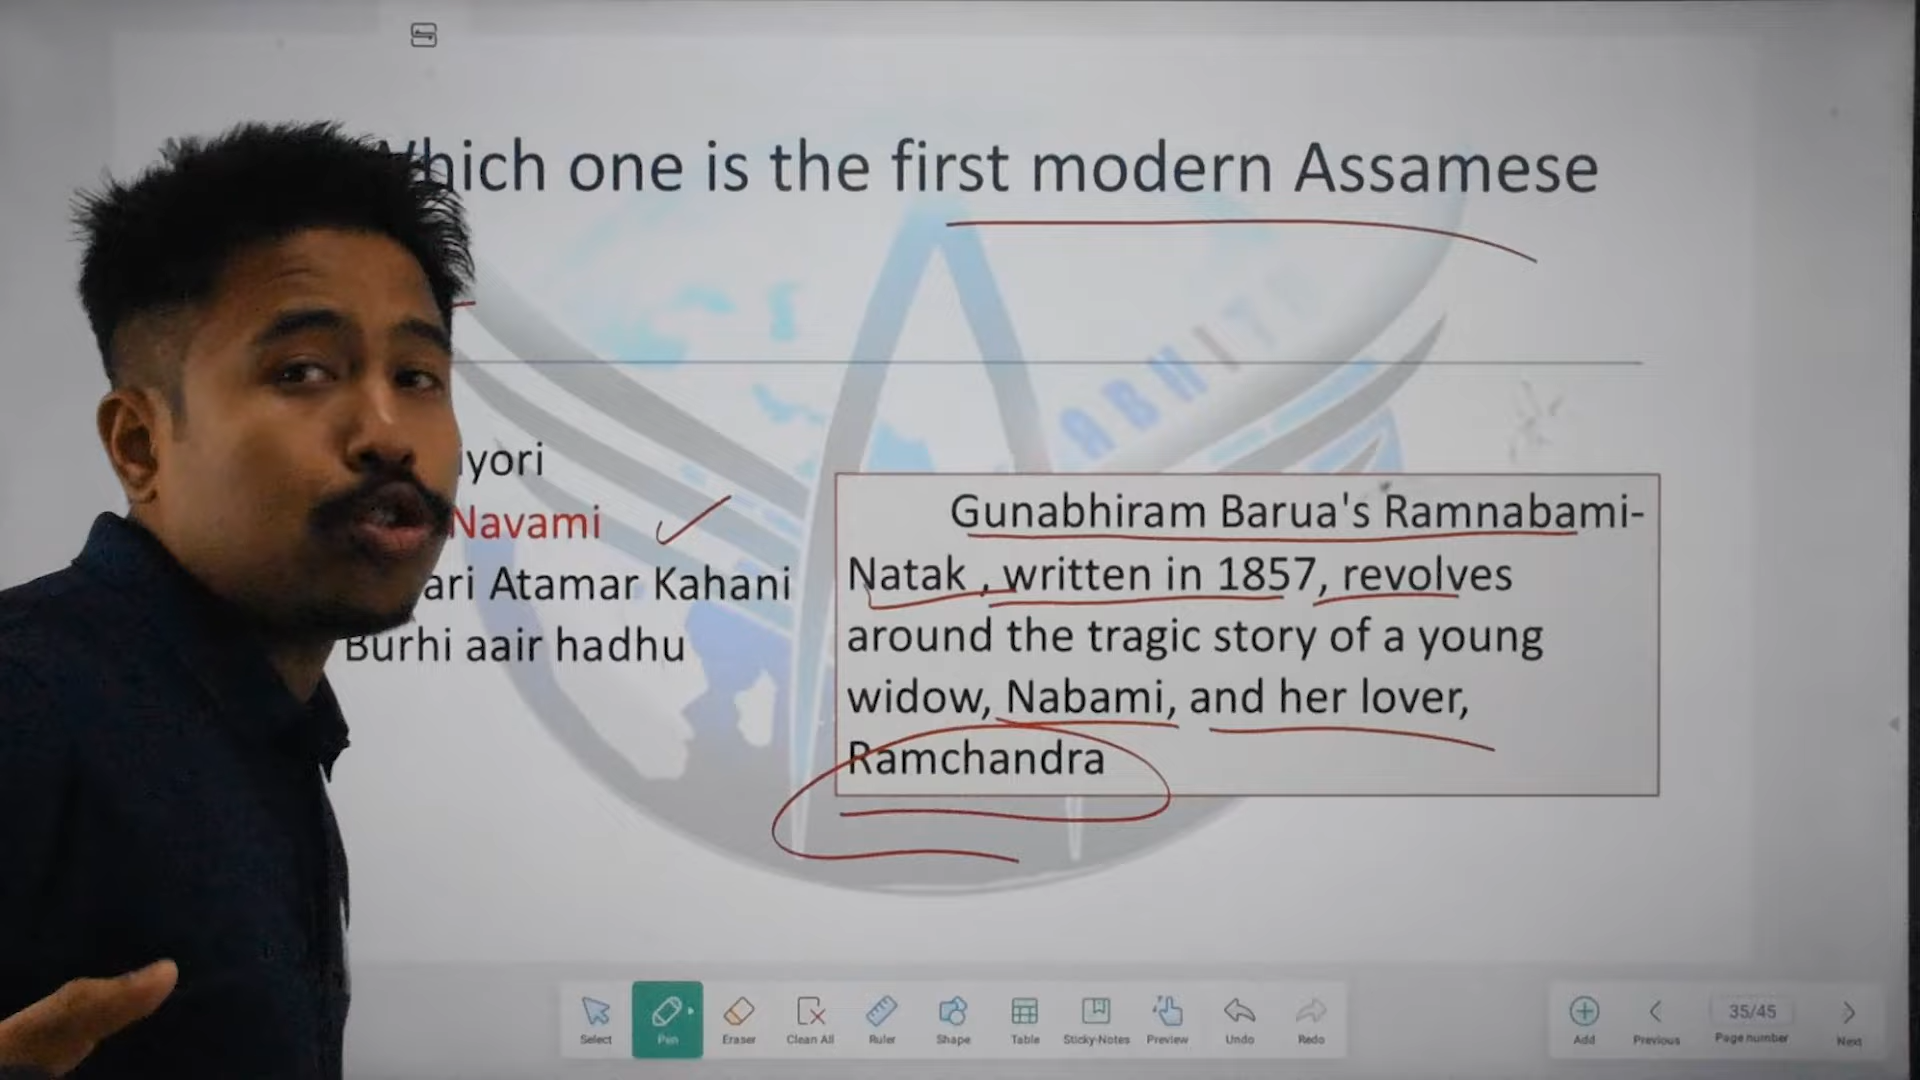 Which one is the first modern Assamese
ABHI
Navami
Atamar Kahani
Burhi aair hadhu
Gunabhiram Barua's Ramnabami-
Natak , written in 1857, revolves
around the tragic story of a young
widow, Nabami, and her lover,
Ramchandra
Select Pen Eraser Clean All Ruler Shape Table Sticky-Notes Preview Undo Redo
Add Previous 35/45 Page number Next